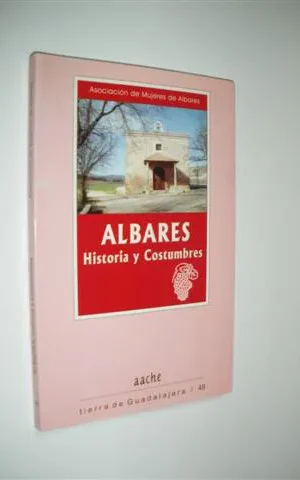 Asociación de Mujeres de Albares
ALBARES
Historia y Costumbres
aache
tierra de Guadalajara / 48